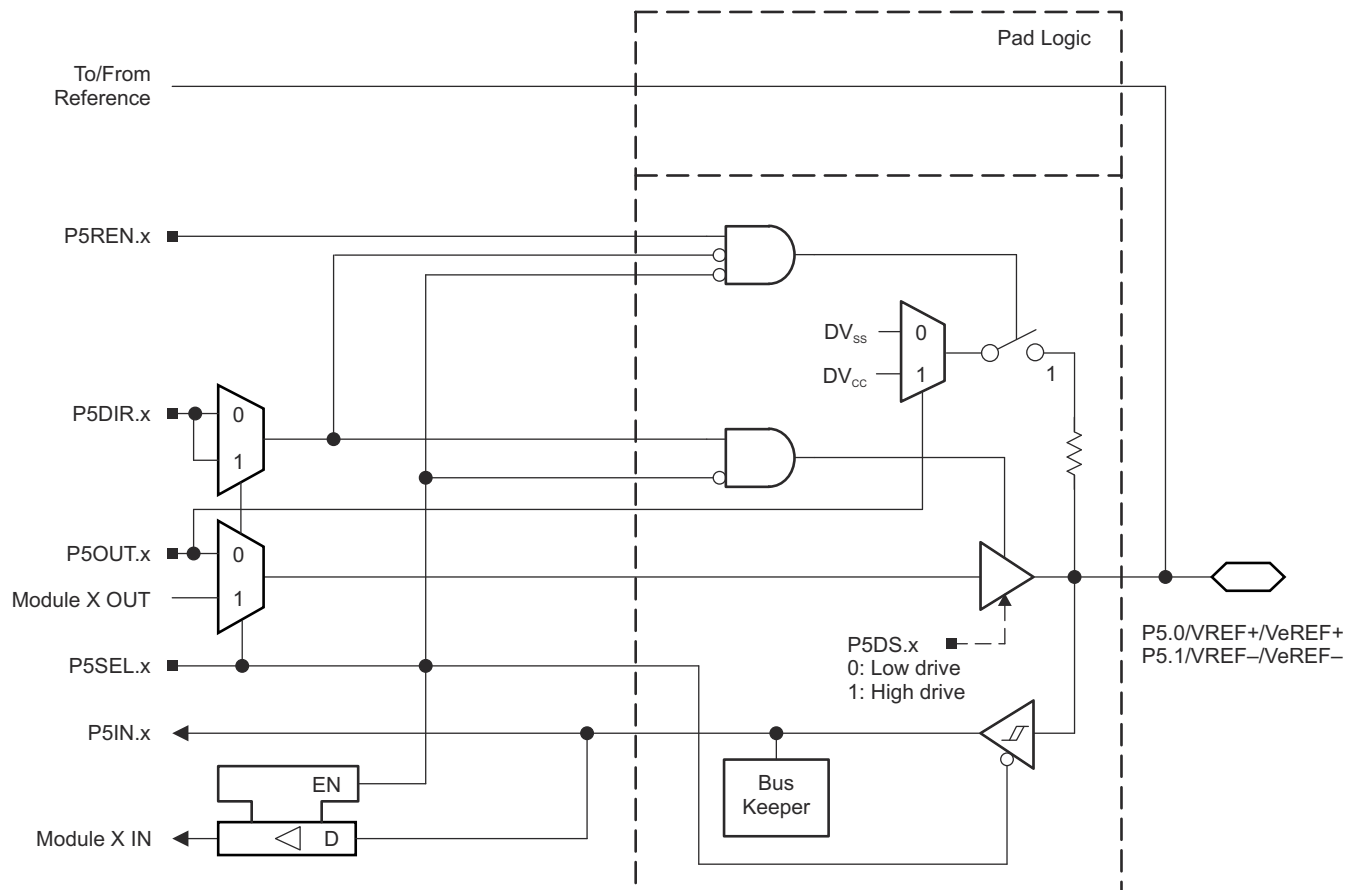 Pad Logic
To/From
Reference
P5REN.x
DVss
0
DVcc
1
1
P5DIR.x
0
1
P5OUT.x
0
Module X OUT
1
P5DS.x
0: Low drive
1: High drive
P5.0/VREF+/VeREF+
P5.1/VREF–/VeREF–
P5SEL.x
P5IN.x
Bus
Keeper
EN
Module X IN
D